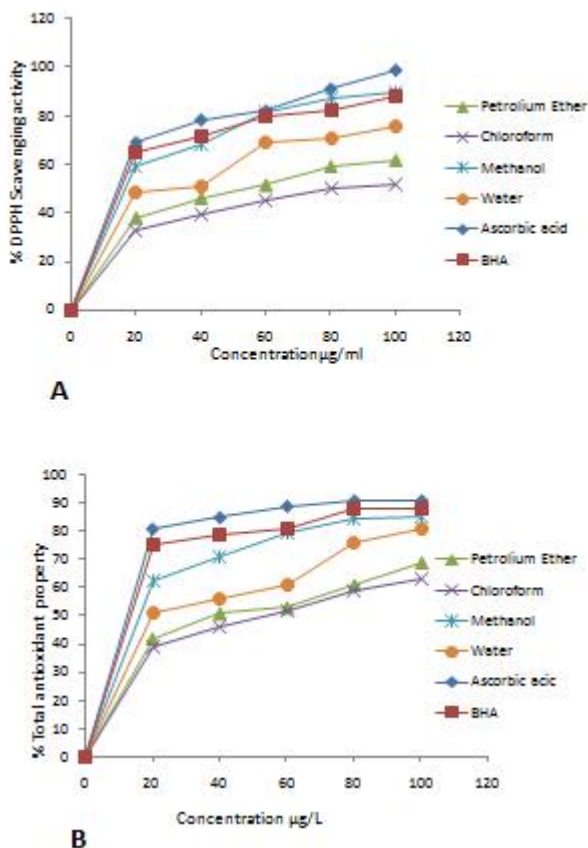 % DPPH Scavenging activity
120
100
80
60
40
20
0
0 20 40 60 80 100 120
Concentrationµg/ml
Petrolium Ether
Chloroform
Methanol
Water
Ascorbic acid
BHA
A
% Total antioxidant property
100
90
80
70
60
50
40
30
20
10
0
0 20 40 60 80 100 120
Concentration µg/L
Petrolium Ether
Chloroform
Methanol
Water
Ascorbic acic
BHA
B